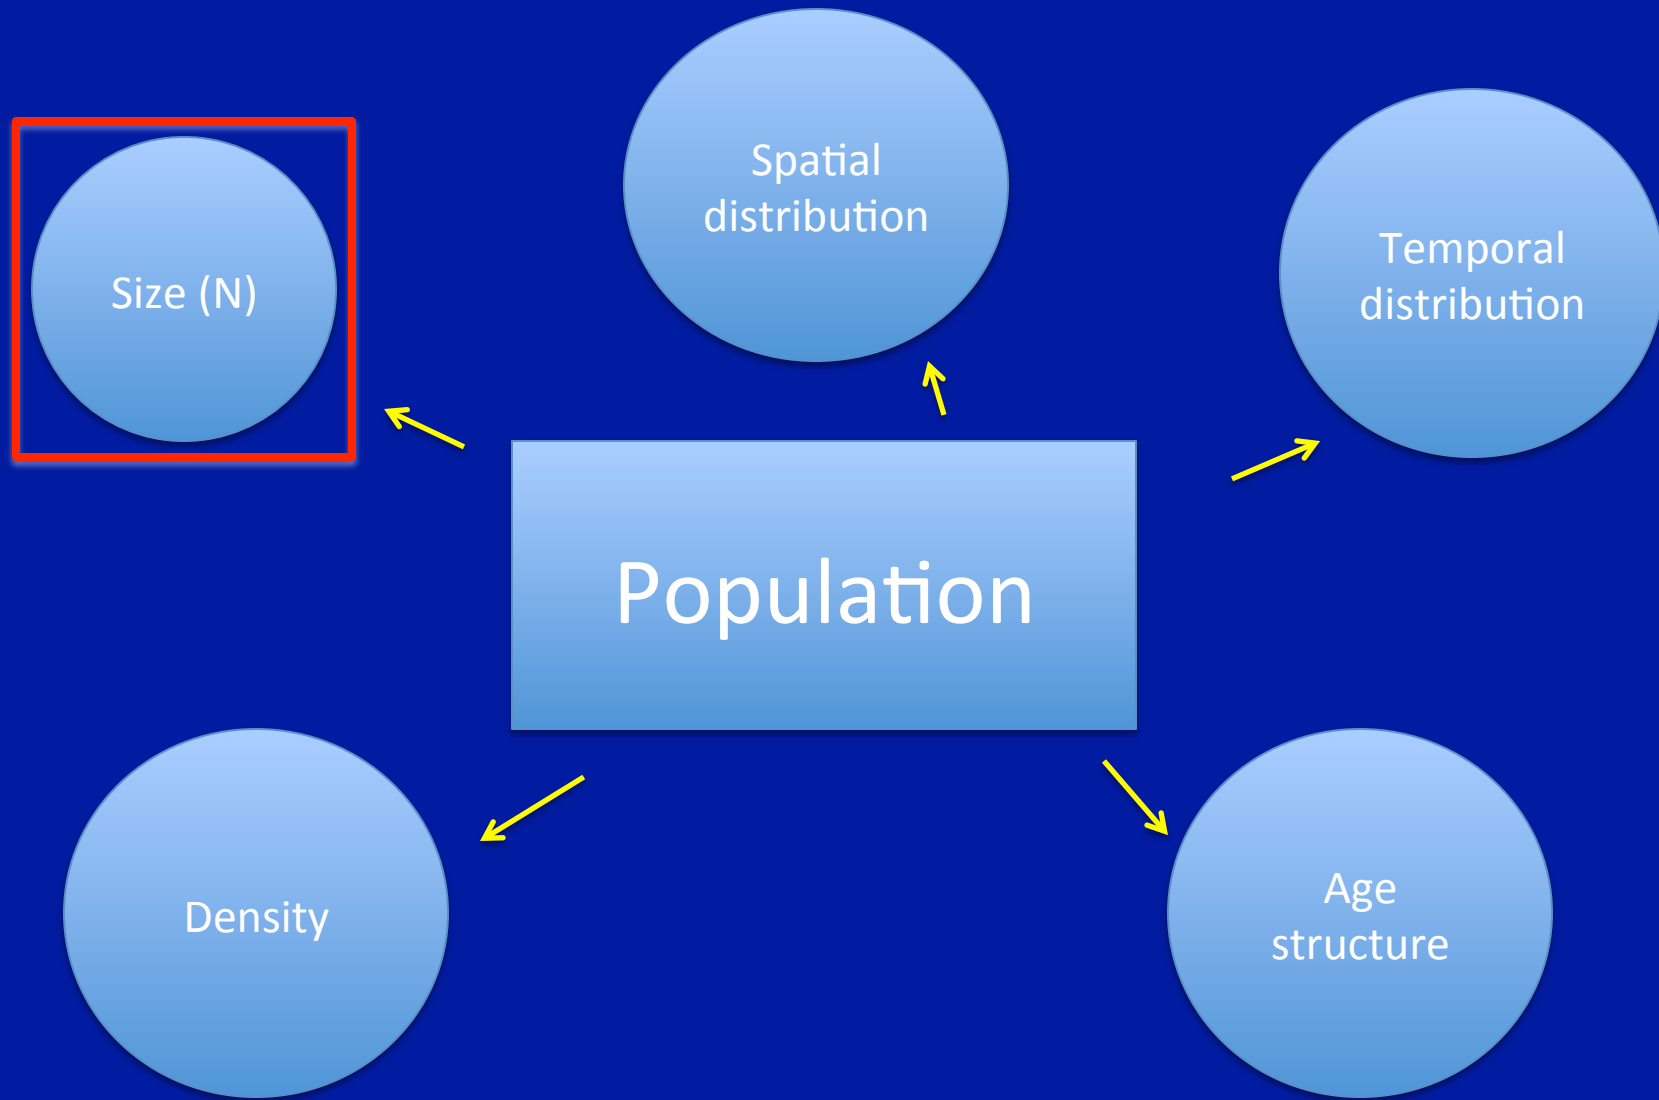 Spatial
distribution
Temporal
distribution
Size (N)
Population
Density
Age
structure